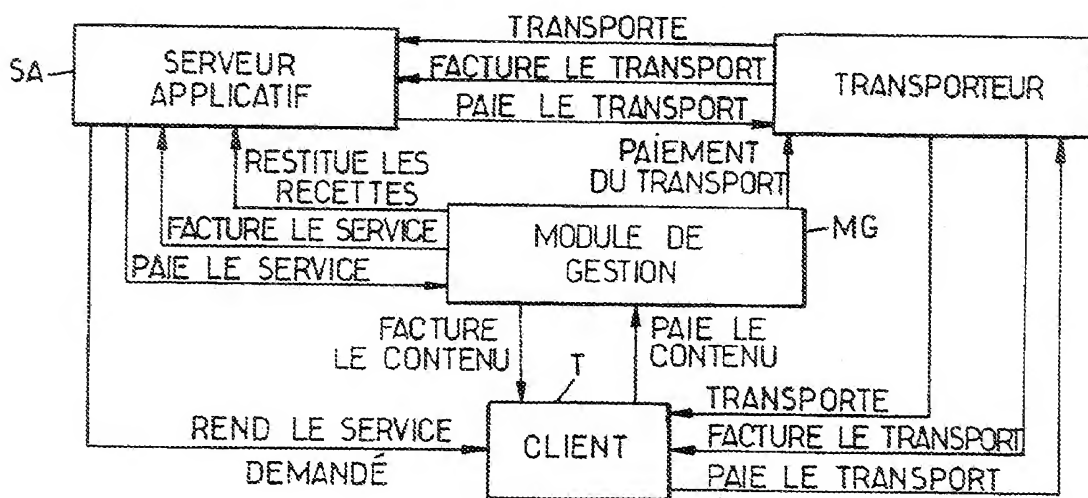 TRANSPORTE
SA
SERVEUR
APPLICATIF
FACTURE LE TRANSPORT
PAIE LE TRANSPORT
TRANSPORTEUR
RESTITUE LES
RECETTES
PAIEMENT
DU TRANSPORT
FACTURE LE SERVICE
PAIE LE SERVICE
MODULE DE
GESTION
MG
FACTURE
LE CONTENU
PAIE LE
CONTENU
T
REND LE SERVICE
DEMANDÉ
CLIENT
TRANSPORTE
FACTURE LE TRANSPORT
PAIE LE TRANSPORT